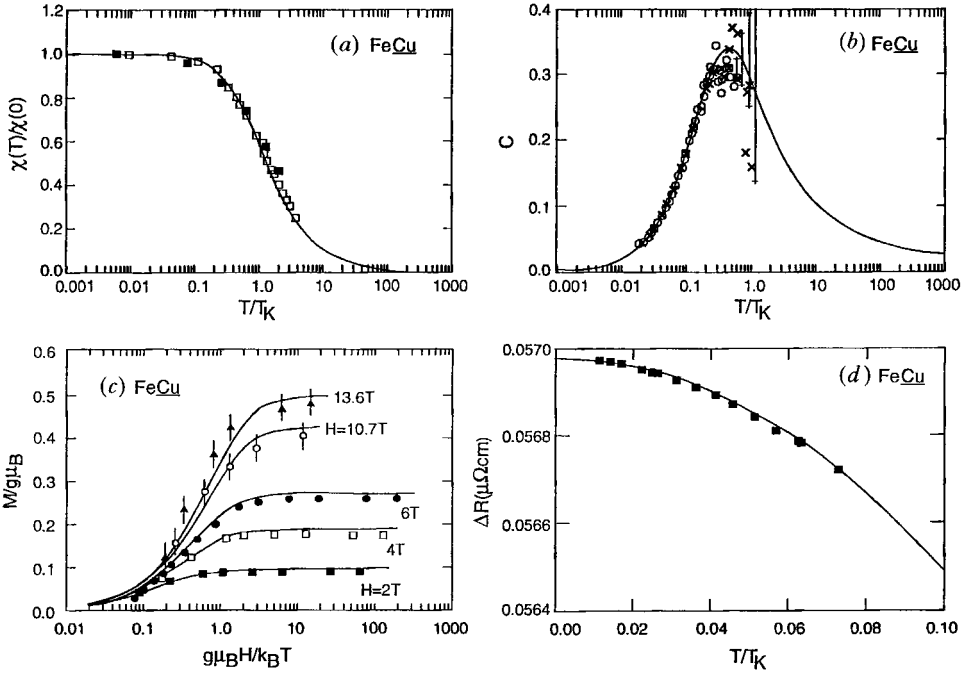 (a) FeCu
1.0
0.8
0.6
0.4
0.2
0.0
χ(T)/χ(0)
0.001 0.01 0.1 1.0 10 100 1000
T/TK
(b) FeCu
0.4
0.3
0.2
0.1
0.0
C
0.001 0.01 0.1 1.0 10 100 1000
T/TK
(c) FeCu
0.6
0.5
0.4
0.3
0.2
0.1
0.0
M/gμB
13.6T
H=10.7T
6T
4T
H=2T
0.01 0.1 1.0 10 100 1000
gμBH/kBT
(d) FeCu
0.0570
0.0568
0.0566
0.0564
ΔR(μΩcm)
0.00 0.02 0.04 0.06 0.08 0.10
T/TK